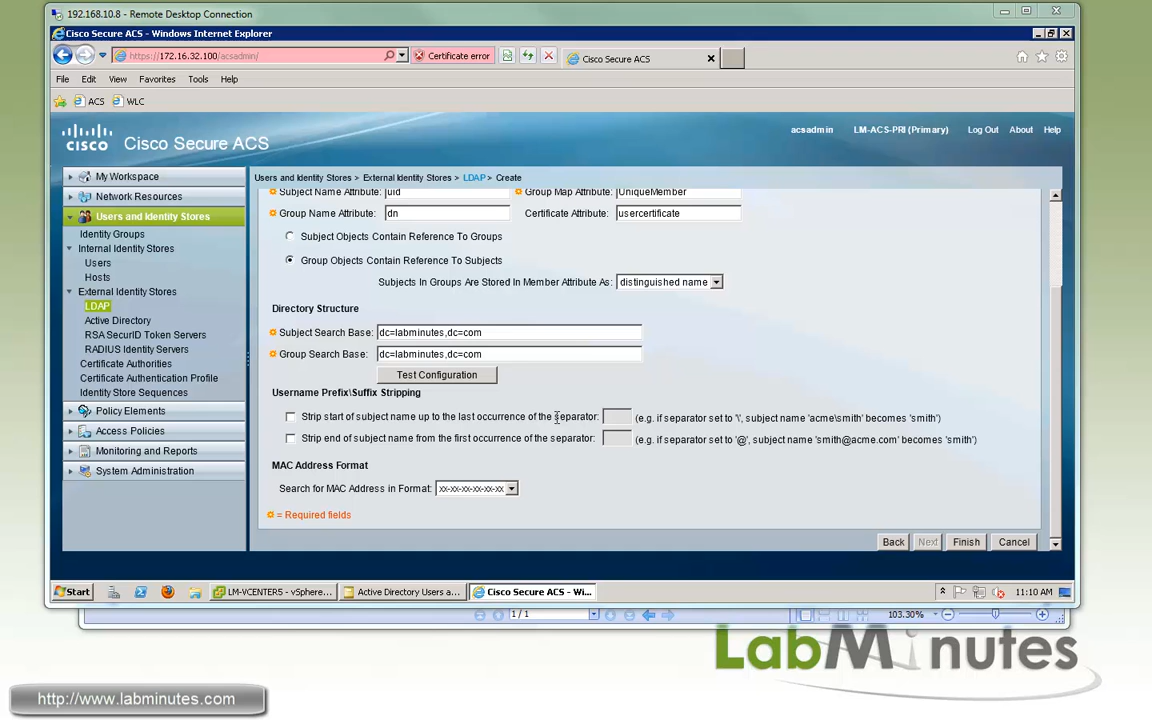 192.168.10.8 - Remote Desktop Connection
Cisco Secure ACS - Windows Internet Explorer
https://172.16.32.100/acsadmin/ Certificate error Cisco Secure ACS
File Edit View Favorites Tools Help
ACS WLC
CISCO Cisco Secure ACS acsadmin LM-ACS-PRI (Primary) Log Out About Help
My Workspace
Network Resources
Users and Identity Stores
Identity Groups
Internal Identity Stores
Users
Hosts
External Identity Stores
LDAP
Active Directory
RSA SecurID Token Servers
RADIUS Identity Servers
Certificate Authorities
Certificate Authentication Profile
Identity Store Sequences
Policy Elements
Access Policies
Monitoring and Reports
System Administration
Users and Identity Stores > External Identity Stores > LDAP > Create
Subject Name Attribute: uid Group Map Attribute: UniqueMember
Group Name Attribute: dn Certificate Attribute: usercertificate
Subject Objects Contain Reference To Groups
Group Objects Contain Reference To Subjects
Subjects In Groups Are Stored In Member Attribute As: distinguished name
Directory Structure
Subject Search Base: dc=labminutes,dc=com
Group Search Base: dc=labminutes,dc=com
Test Configuration
Username Prefix\Suffix Stripping
Strip start of subject name up to the last occurrence of the separator: (e.g. if separator set to '\', subject name 'acme\smith' becomes 'smith')
Strip end of subject name from the first occurrence of the separator: (e.g. if separator set to '@', subject name 'smith@acme.com' becomes 'smith')
MAC Address Format
Search for MAC Address in Format: xx-xx-xx-xx-xx-xx
= Required fields
Back Next Finish Cancel
Start LM-VCENTER5 - vSphere... Active Directory Users a... Cisco Secure ACS - Wi... 11:10 AM
1 / 1 103.30%
LabMinutes
http://www.labminutes.com